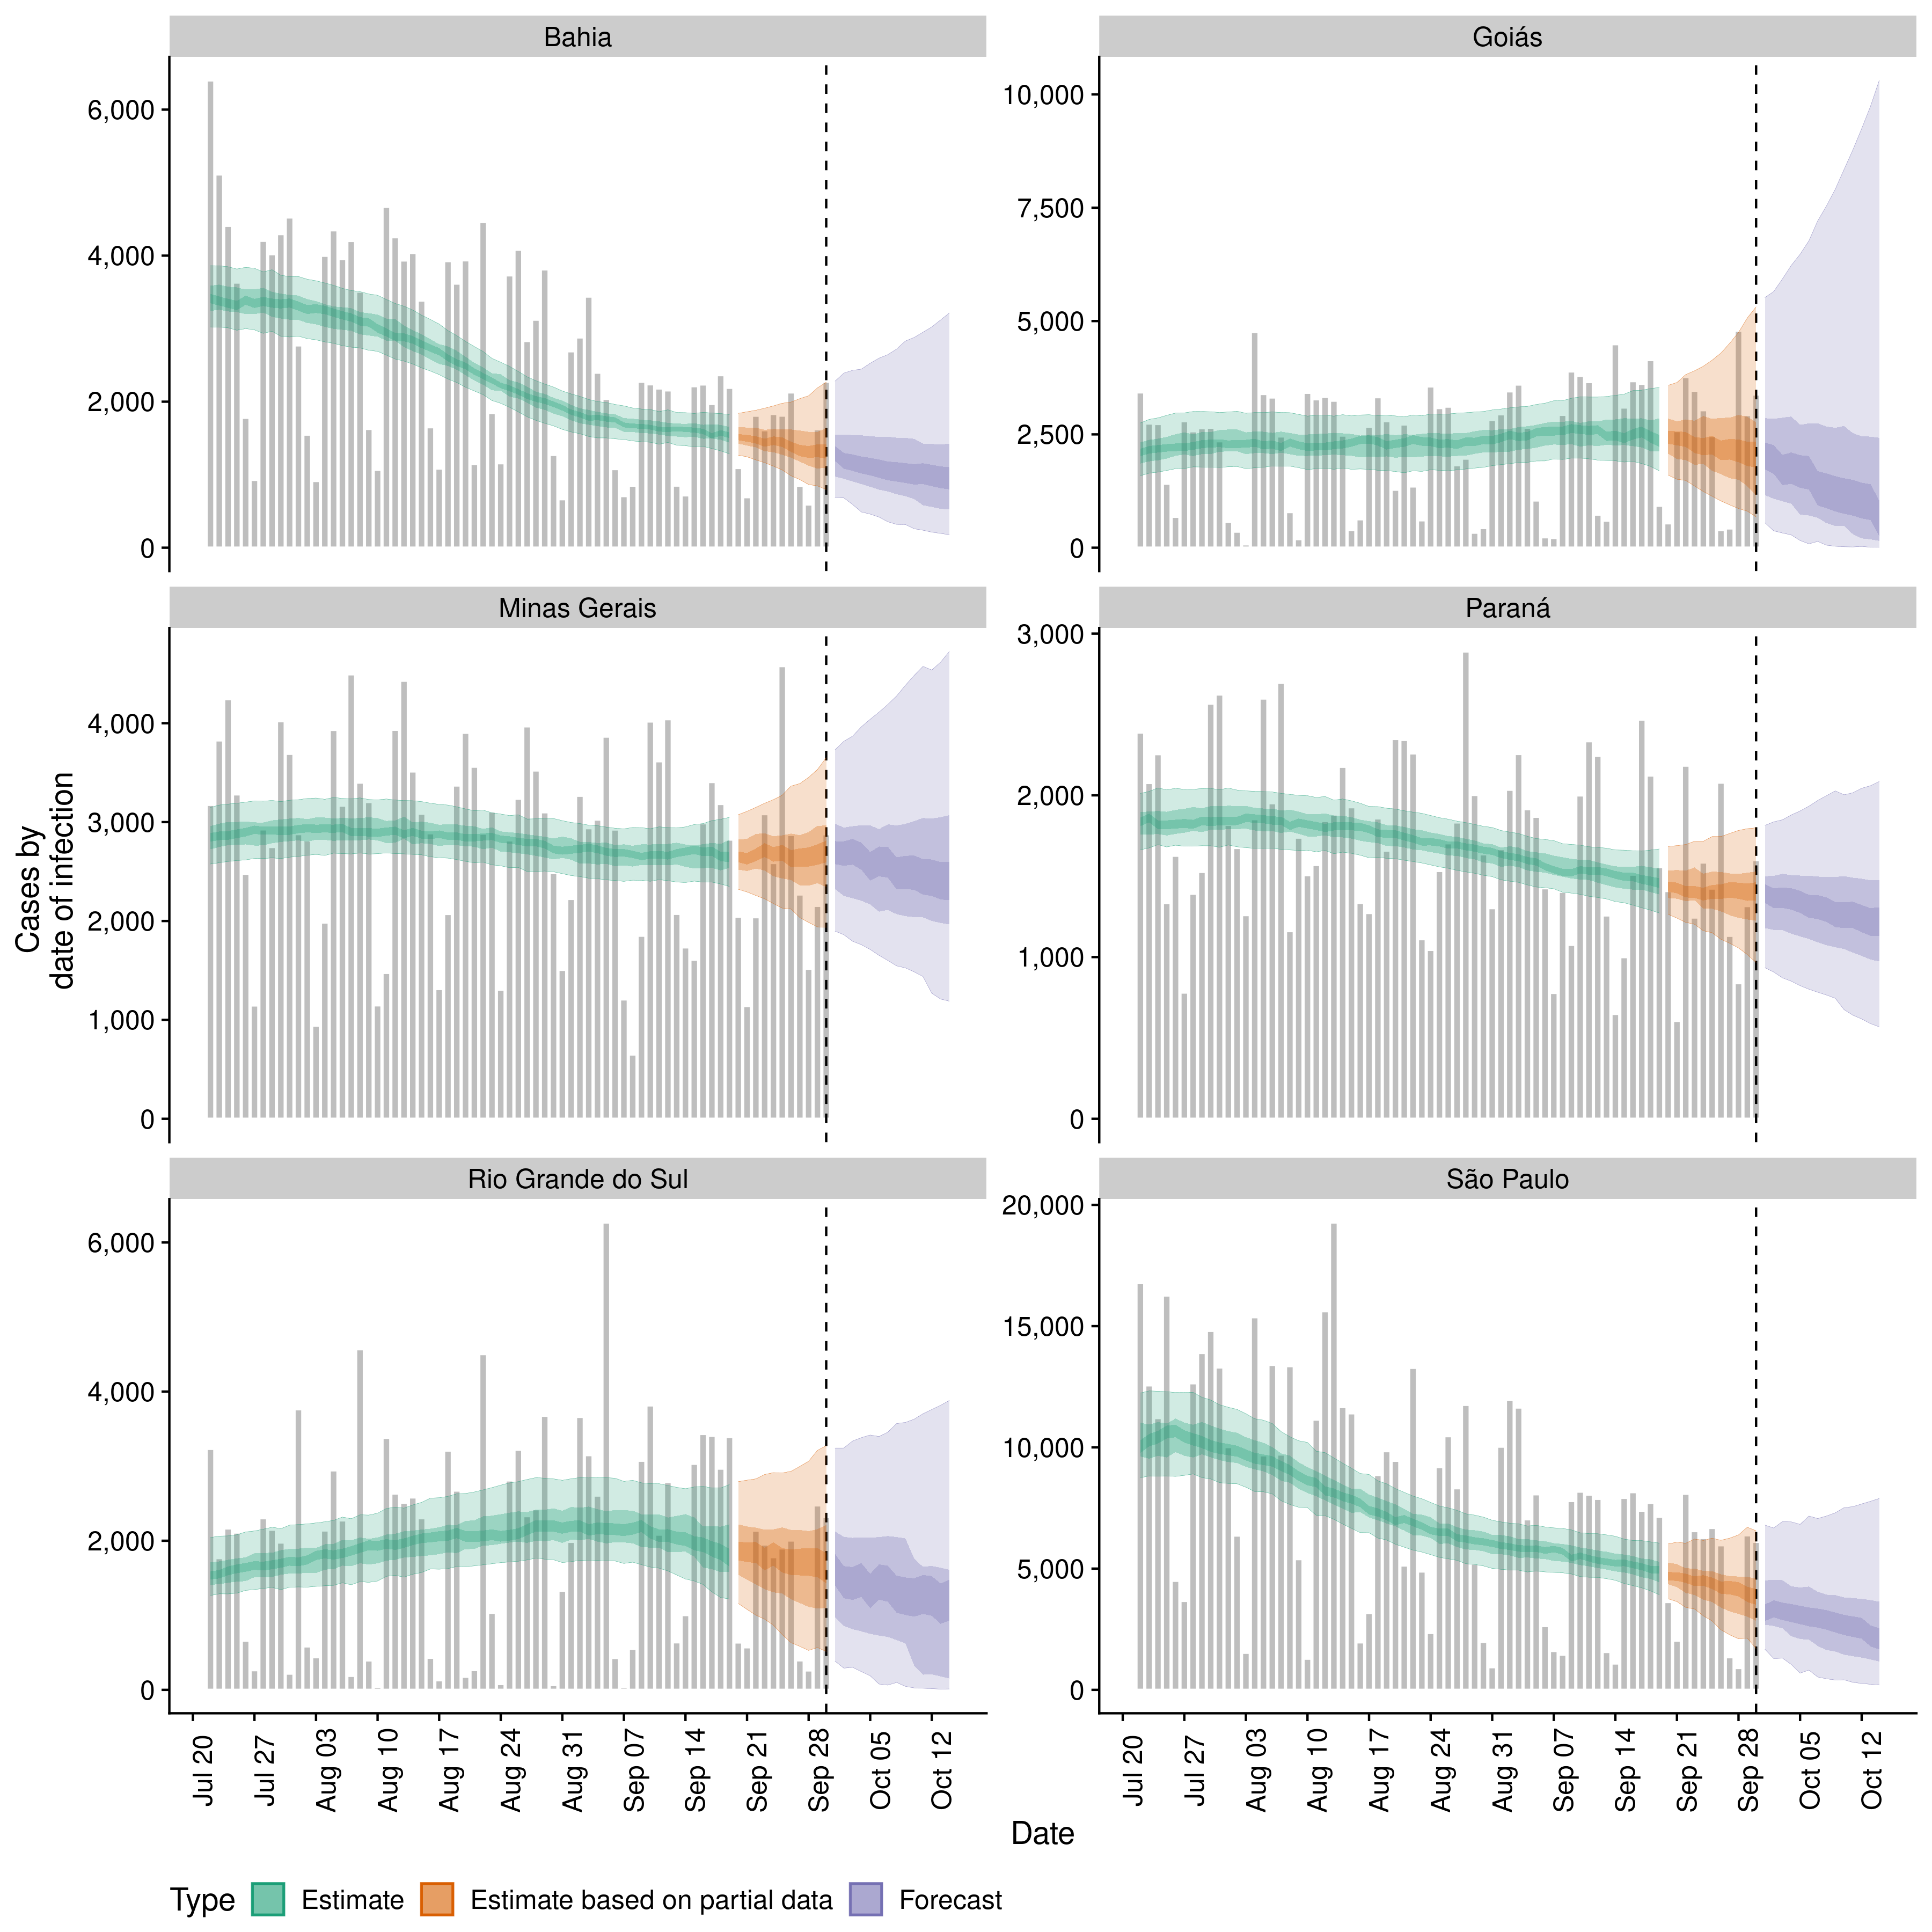 Bahia
Goiás
6,000
4,000
2,000
0
10,000
7,500
5,000
2,500
0
Minas Gerais
Paraná
4,000
3,000
2,000
1,000
0
3,000
2,000
1,000
0
Cases by
date of infection
Rio Grande do Sul
São Paulo
6,000
4,000
2,000
0
20,000
15,000
10,000
5,000
0
Jul 20
Jul 27
Aug 03
Aug 10
Aug 17
Aug 24
Aug 31
Sep 07
Sep 14
Sep 21
Sep 28
Oct 05
Oct 12
Jul 20
Jul 27
Aug 03
Aug 10
Aug 17
Aug 24
Aug 31
Sep 07
Sep 14
Sep 21
Sep 28
Oct 05
Oct 12
Date
Type Estimate Estimate based on partial data Forecast